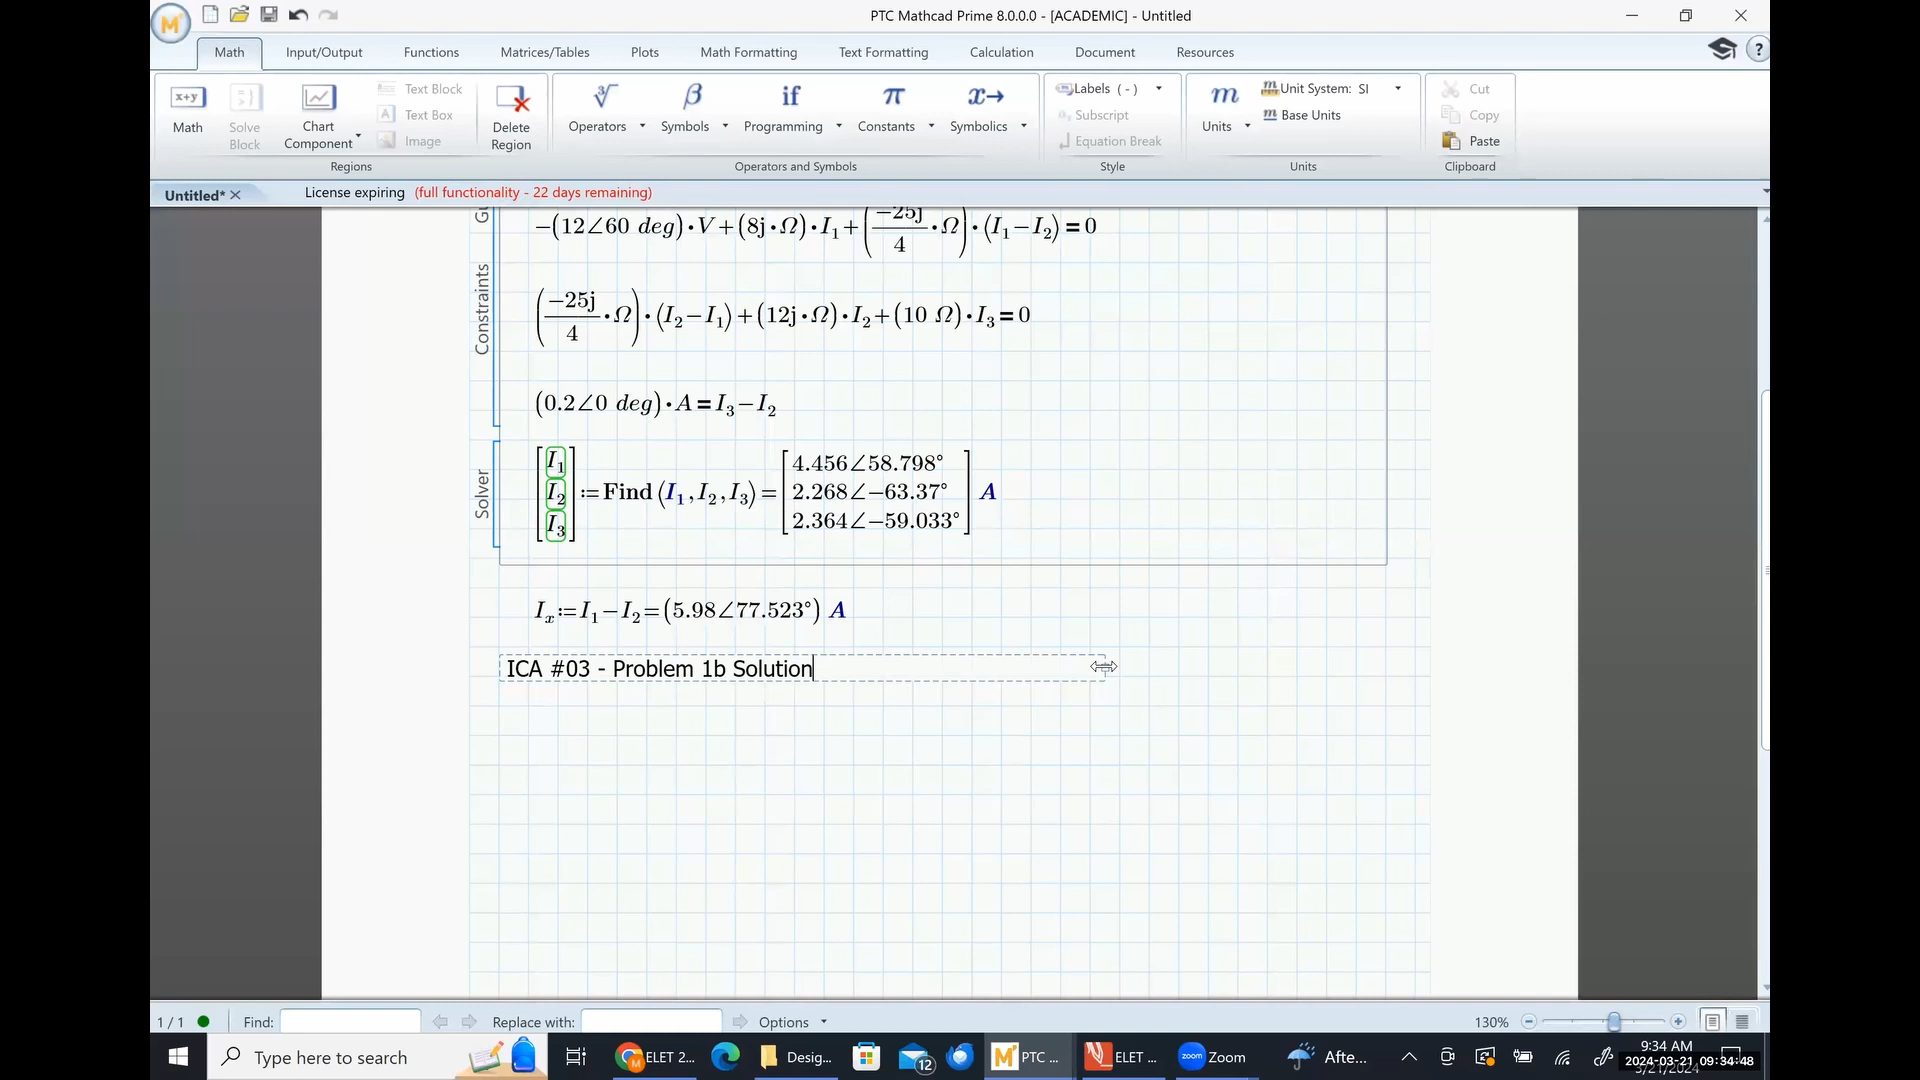 PTC Mathcad Prime 8.0.0.0 - [ACADEMIC] - Untitled
Math Input/Output Functions Matrices/Tables Plots Math Formatting Text Formatting Calculation Document Resources
Math
Solve Block
Chart Component
Text Block
Text Box
Image
Delete Region
Regions
Operators Symbols Programming Constants Symbolics
Operators and Symbols
Labels ( - )
Subscript
Equation Break
Style
Units
Unit System: SI
Base Units
Units
Cut
Copy
Paste
Clipboard
Untitled*
License expiring (full functionality - 22 days remaining)
−(12∠60 deg)·V+(8j·Ω)·I₁+(−25j/4·Ω)·(I₁−I₂)=0
Constraints
(−25j/4·Ω)·(I₂−I₁)+(12j·Ω)·I₂+(10 Ω)·I₃=0
(0.2∠0 deg)·A=I₃−I₂
Solver
[I₁ I₂ I₃]:=Find(I₁,I₂,I₃)=[4.456∠58.798° 2.268∠−63.37° 2.364∠−59.033°] A
Iₓ:=I₁−I₂=(5.98∠77.523°) A
ICA #03 - Problem 1b Solution
1 / 1 Find: Replace with: Options 130%
Type here to search
ELET 2...
Desig...
12
PTC ...
ELET ...
zoom
Zoom
Afte...
9:34 AM
2024-03-21, 09:34:48
3/21/2024